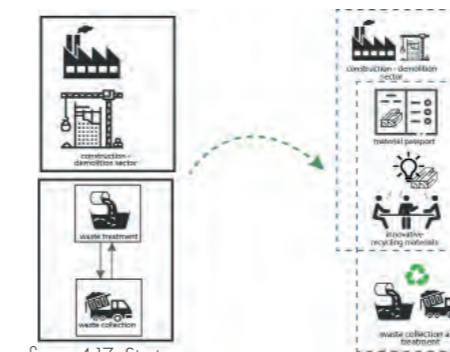 construction -
demolition sector
waste treatment
waste collection
construction - demolition
sector
material passport
innovative
recycling materials
waste collection a
treatment